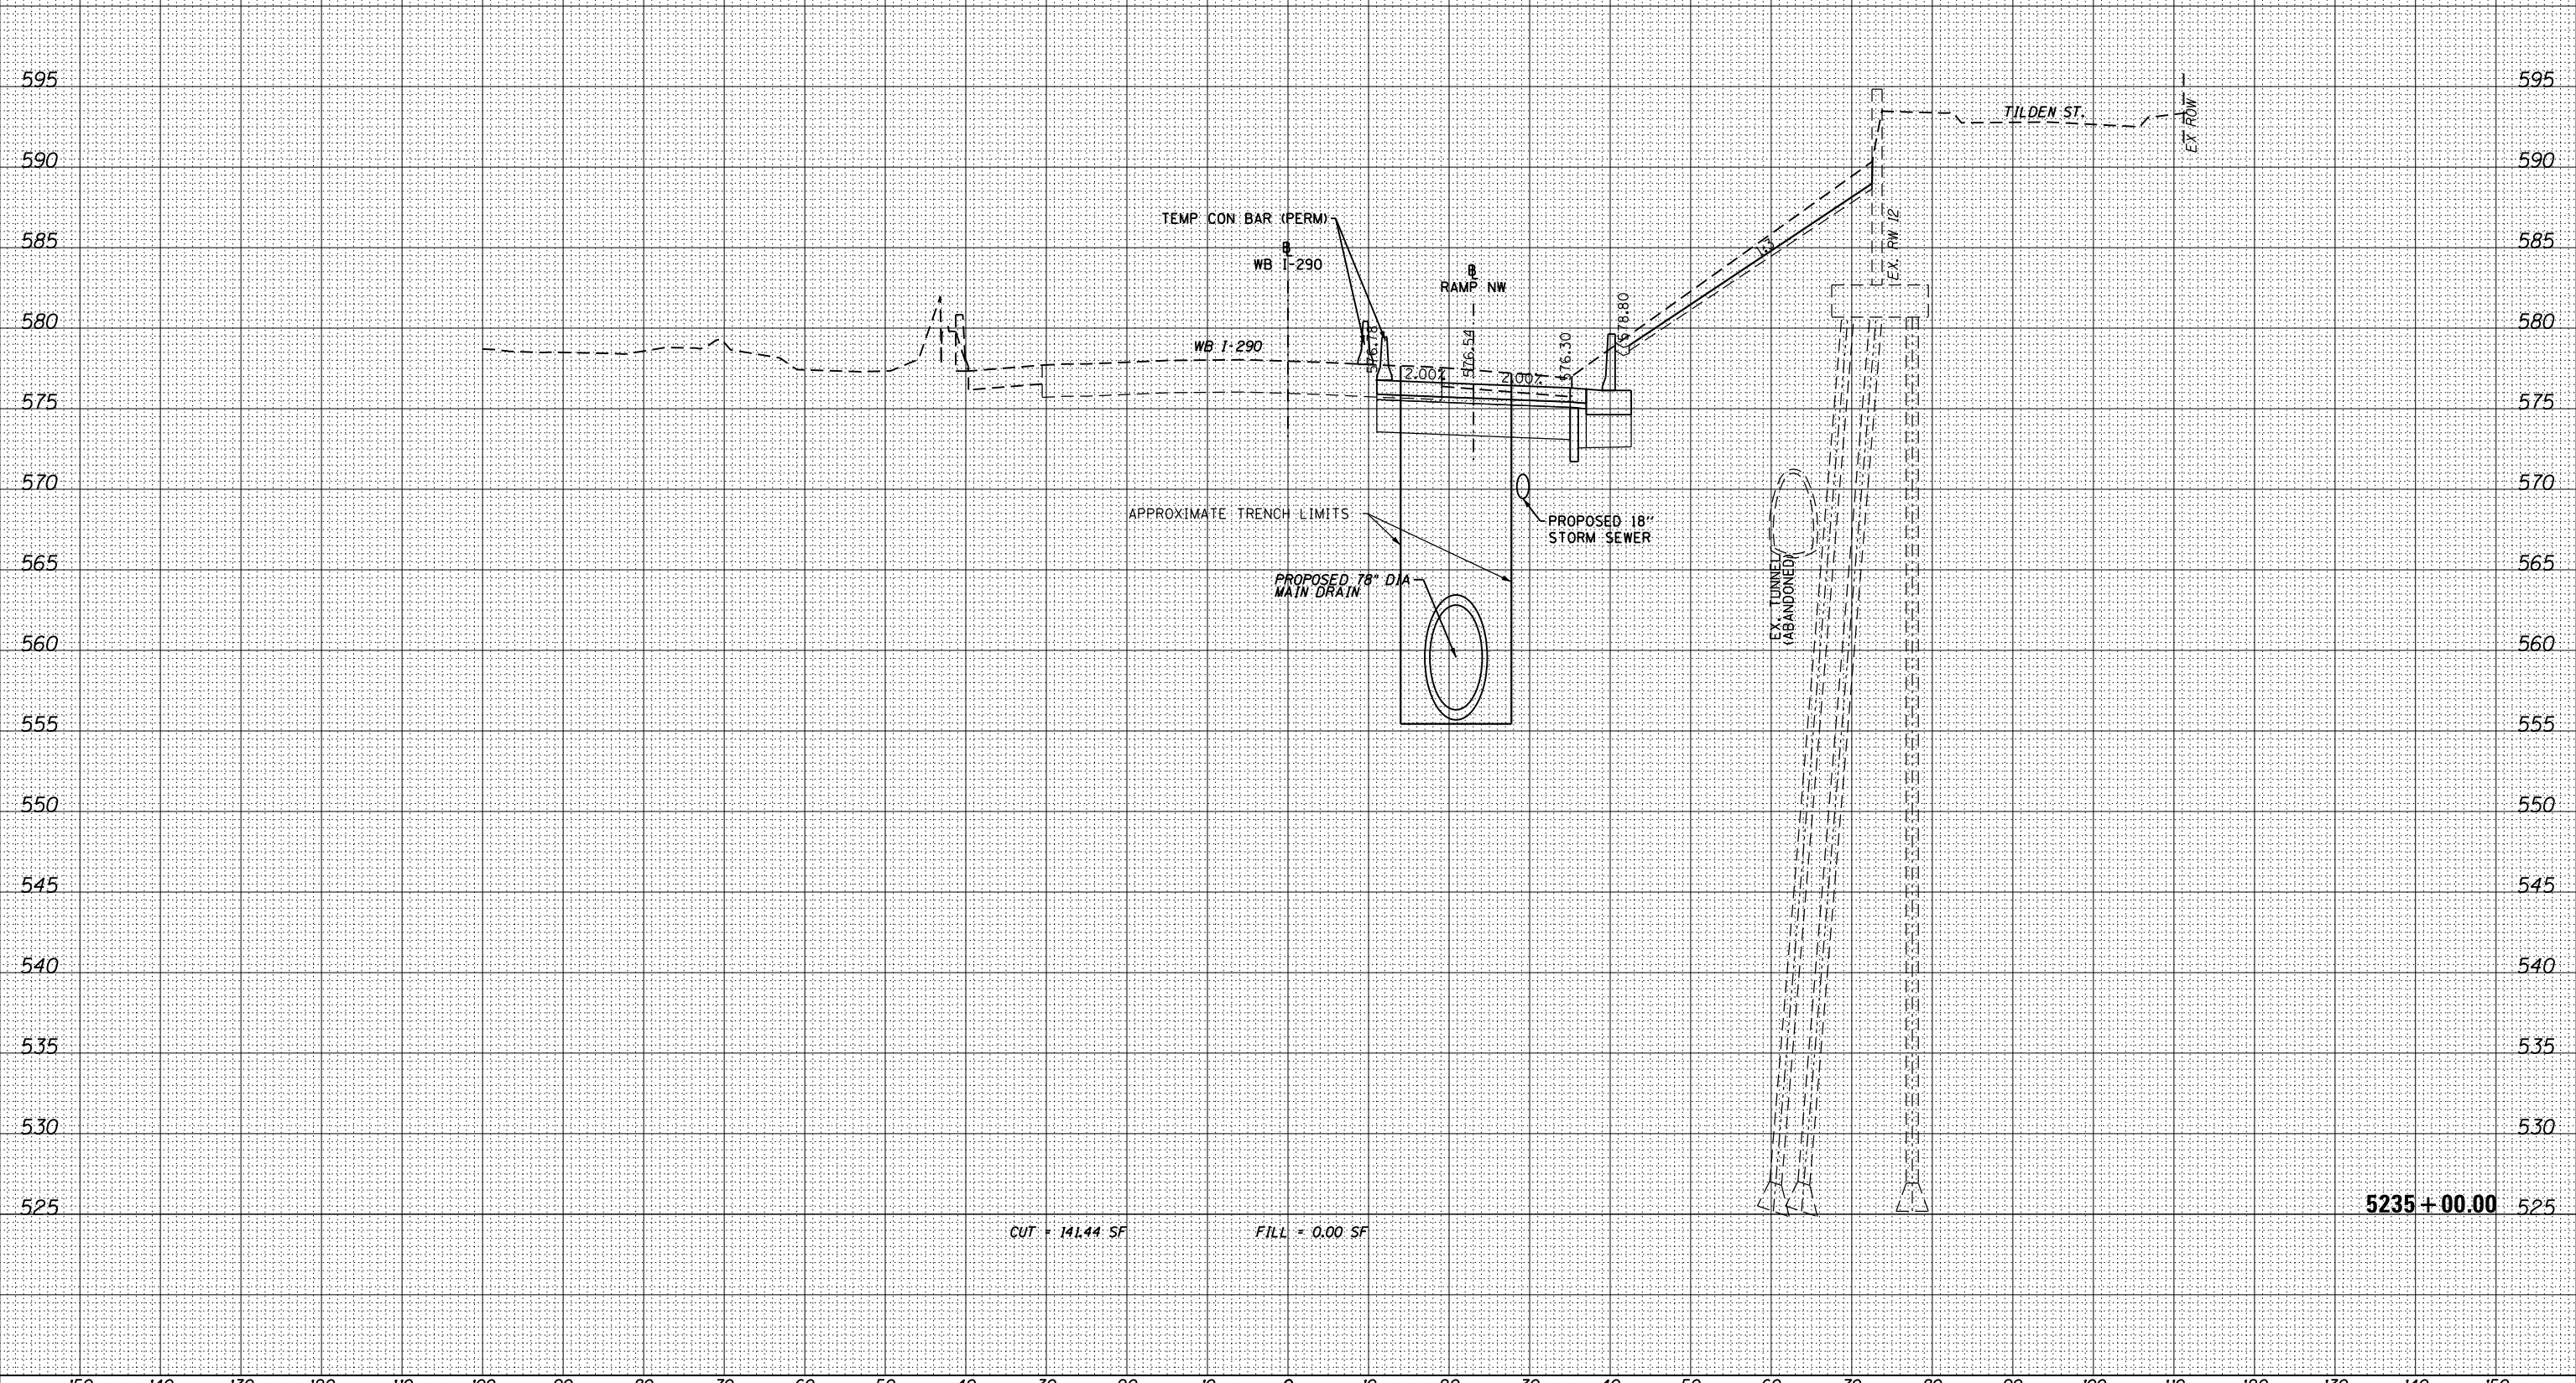 595 595
TILDEN ST.
EX ROW
590 590
TEMP CON BAR (PERM)
585 585
WB I-290
EX. RW 12
1:3
RAMP NW
578.80
580 580
576.78
576.54
576.30
WB I-290
2.00%
2.00%
575 575
570 570
APPROXIMATE TRENCH LIMITS
PROPOSED 18"
STORM SEWER
565 565
PROPOSED 78" DIA
MAIN DRAIN
EX. TUNNEL
(ABANDONED)
560 560
555 555
550 550
545 545
540 540
535 535
530 530
525 525
5235+00.00
CUT = 141.44 SF FILL = 0.00 SF